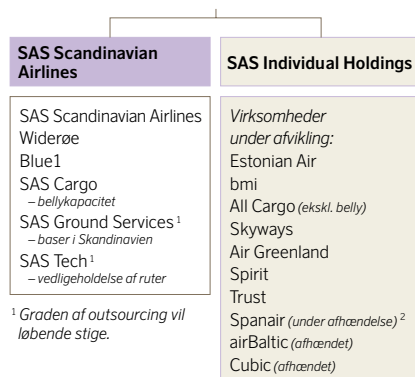 SAS Scandinavian
Airlines
SAS Scandinavian Airlines
Widerøe
Blue1
SAS Cargo
– bellykapacitet
SAS Ground Services ¹
– baser i Skandinavien
SAS Tech ¹
– vedligeholdelse af ruter
¹ Graden af outsourcing vil
løbende stige.
SAS Individual Holdings
Virksomheder
under afvikling:
Estonian Air
bmi
All Cargo (ekskl. belly)
Skyways
Air Greenland
Spirit
Trust
Spanair (under afhændelse) ²
airBaltic (afhændet)
Cubic (afhændet)